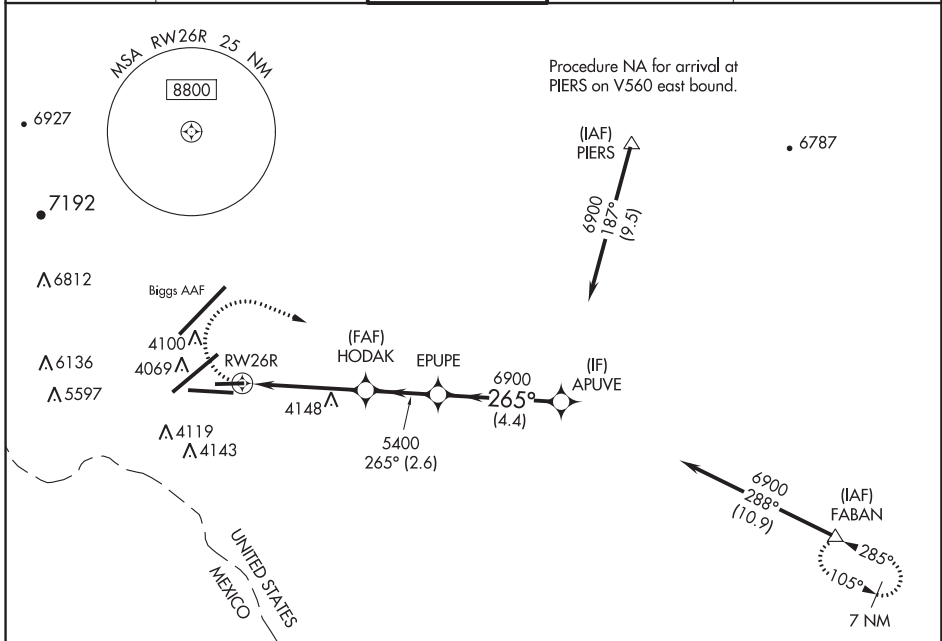 MSA RW26R 25 NM
8800
Procedure NA for arrival at
PIERS on V560 east bound.
6927
(IAF)
PIERS
6787
7192
6900
187°
(9.5)
6812
Biggs AAF
4100
RW26R
(FAF)
HODAK
EPUPE
(IF)
APUVE
6136
4069
6900
265°
(4.4)
5597
4148
4119
4143
5400
265° (2.6)
6900
288°
(10.9)
(IAF)
FABAN
285°
105°
7 NM
UNITED STATES
MEXICO